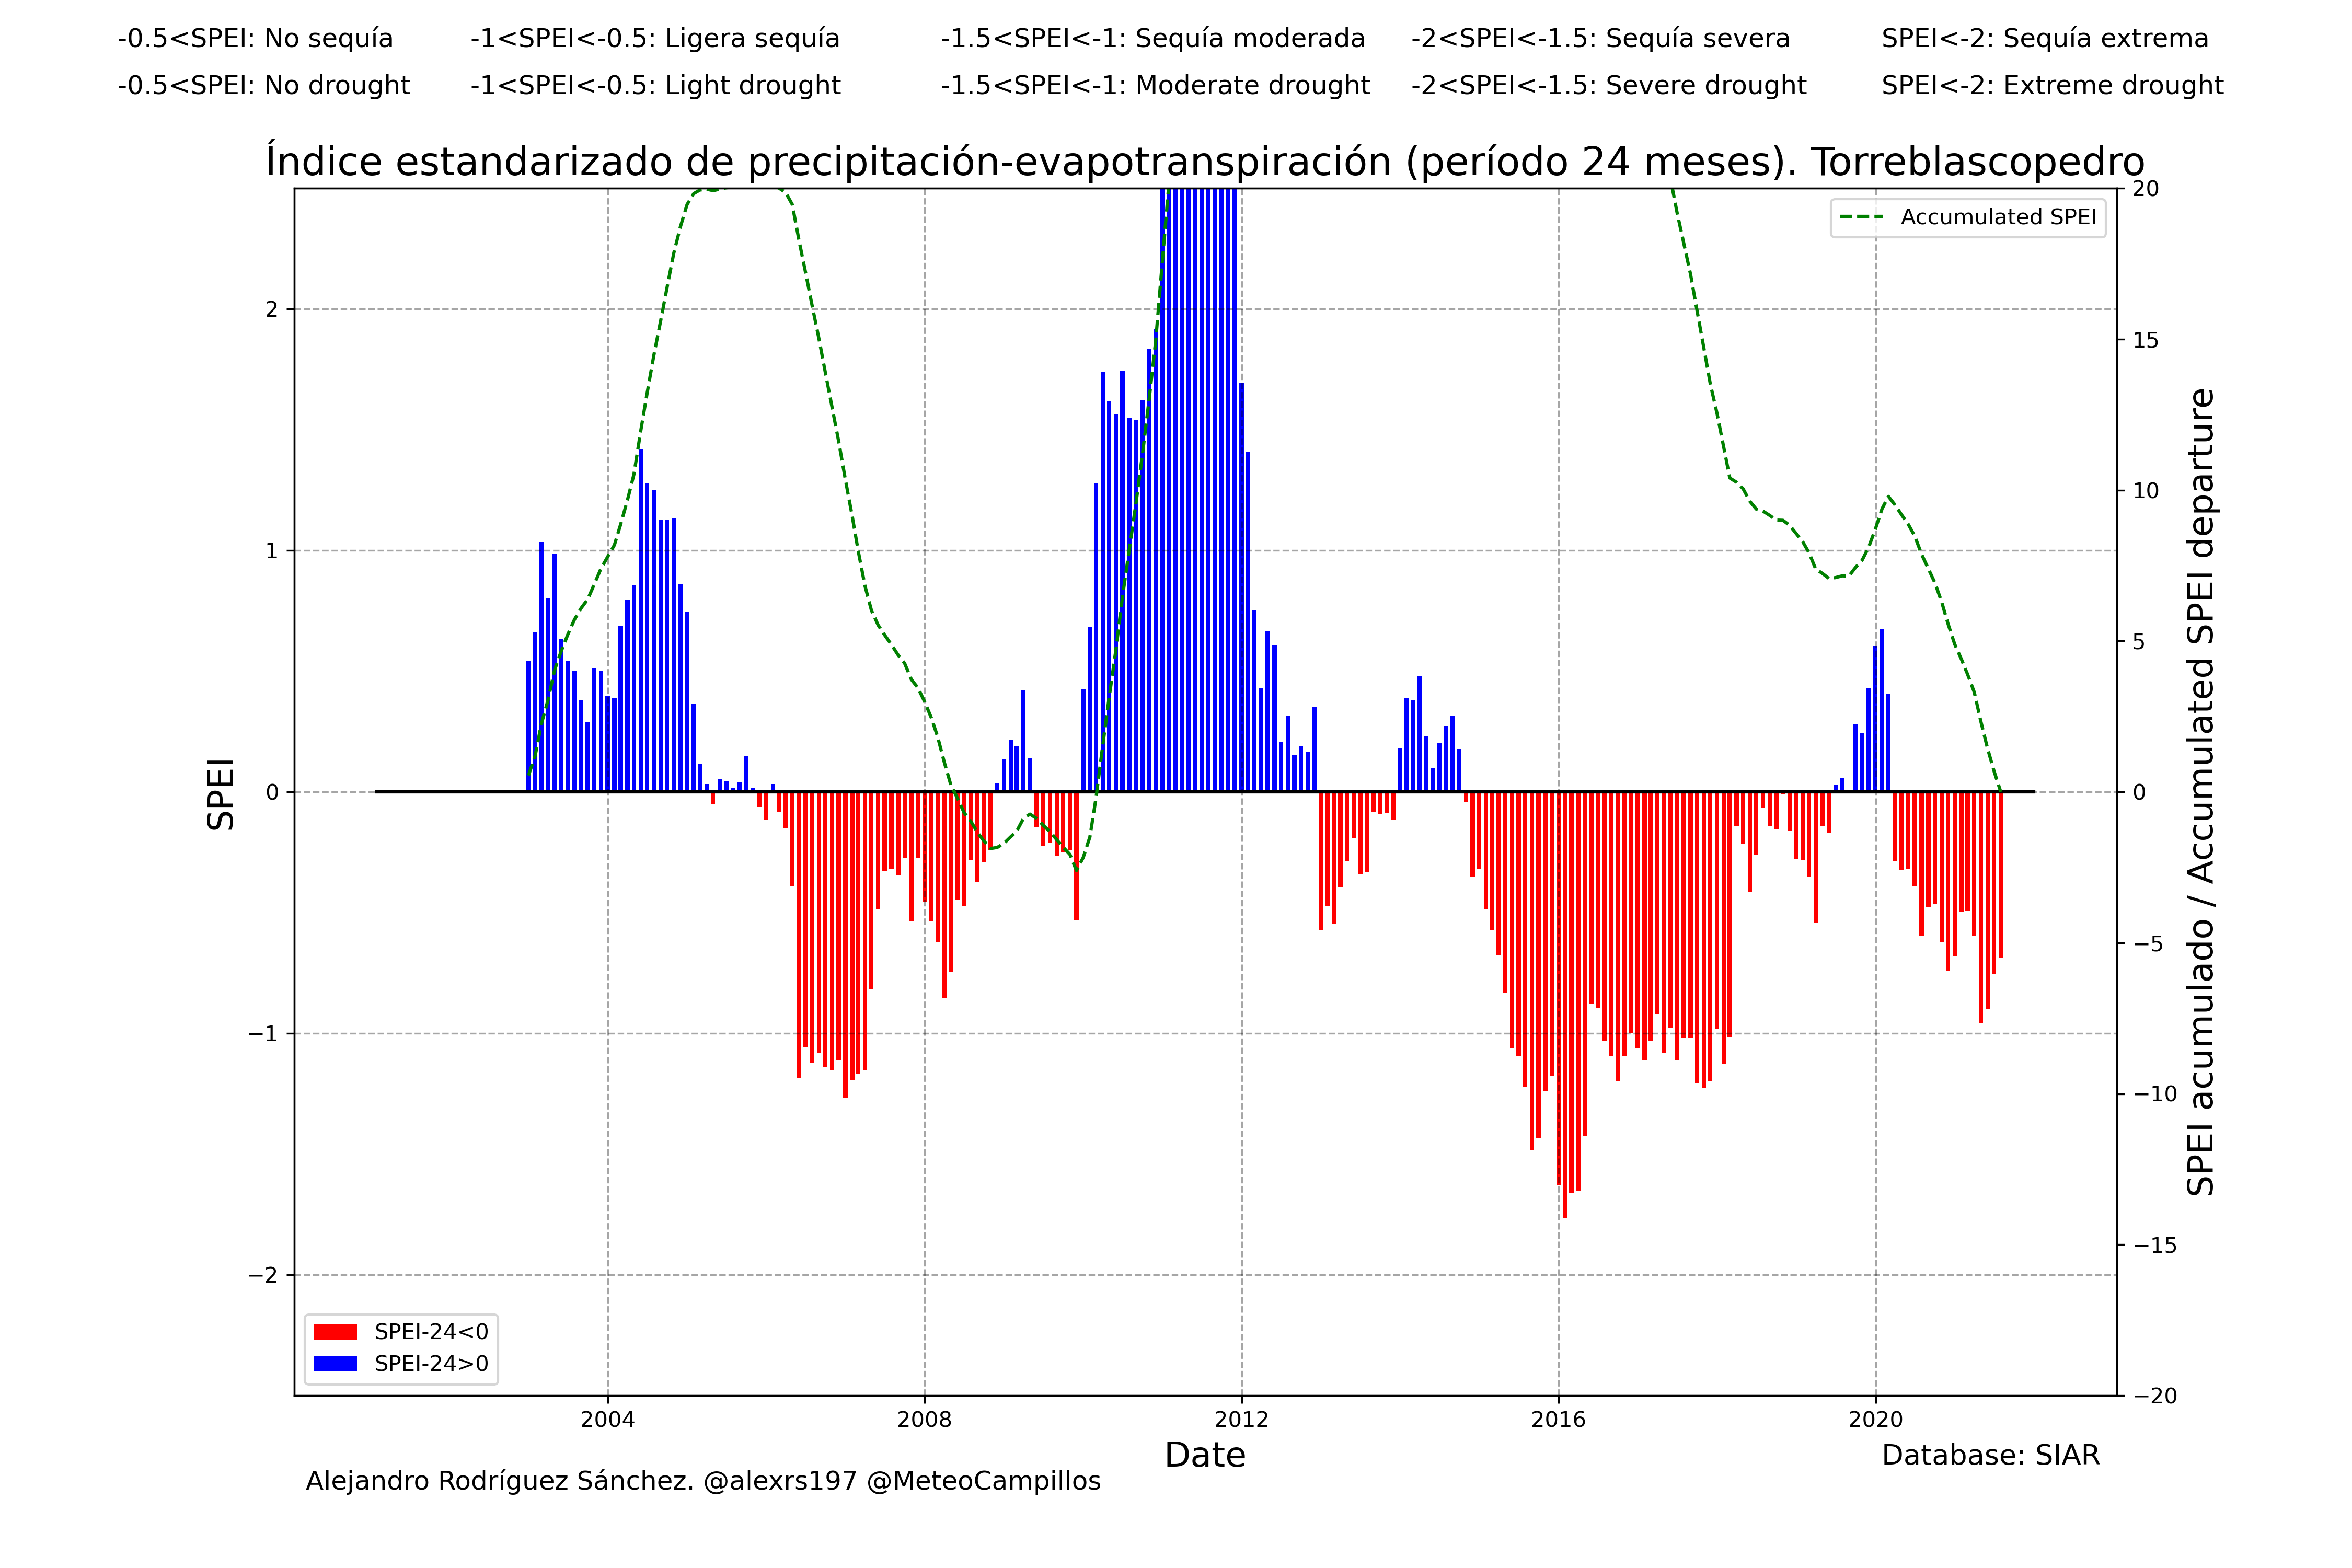 -0.5<SPEI: No sequía -1<SPEI<-0.5: Ligera sequía -1.5<SPEI<-1: Sequía moderada -2<SPEI<-1.5: Sequía severa SPEI<-2: Sequía extrema
-0.5<SPEI: No drought -1<SPEI<-0.5: Light drought -1.5<SPEI<-1: Moderate drought -2<SPEI<-1.5: Severe drought SPEI<-2: Extreme drought
Índice estandarizado de precipitación-evapotranspiración (período 24 meses). Torreblascopedro
Accumulated SPEI
SPEI
2
1
0
−1
−2
20
15
10
5
0
−5
−10
−15
−20
SPEI acumulado / Accumulated SPEI departure
SPEI-24<0
SPEI-24>0
2004 2008 2012 2016 2020
Date
Database: SIAR
Alejandro Rodríguez Sánchez. @alexrs197 @MeteoCampillos